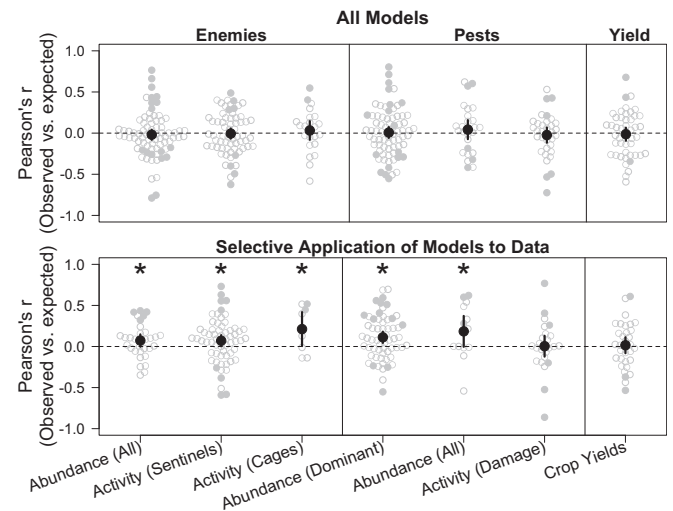 All Models
Enemies Pests Yield
1.0
0.5
0.0
-0.5
-1.0
Pearson's r
(Observed vs. expected)
Selective Application of Models to Data
* * * * *
1.0
0.5
0.0
-0.5
-1.0
Pearson's r
(Observed vs. expected)
Abundance (All)
Activity (Sentinels)
Activity (Cages)
Abundance (Dominant)
Abundance (All)
Activity (Damage)
Crop Yields